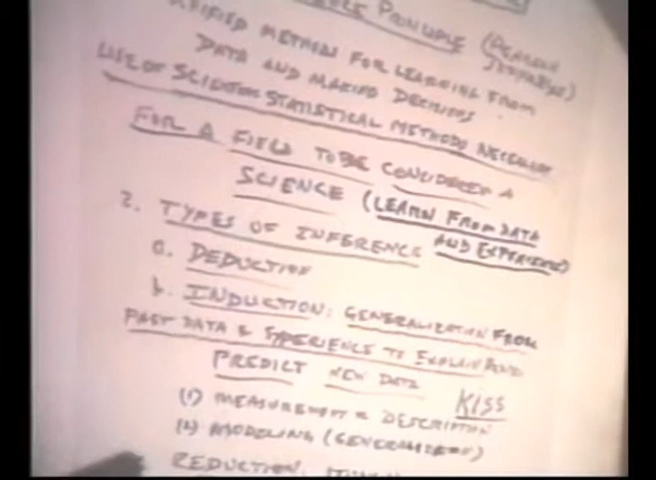 PRINCIPLE (PEARSON
METHOD FOR LEARNING FROM
DATA AND MAKING DECISIONS
USE OF STATISTICAL METHODS NECESSARY
FOR A FIELD TO BE CONSIDERED A
SCIENCE (LEARN FROM DATA
AND EXPERIENCE)
2. TYPES OF INFERENCE
a. DEDUCTION
b. INDUCTION: GENERALIZATION FROM
PAST DATA & EXPERIENCE TO EXPLAIN AND
PREDICT NEW DATA KISS
(1) MEASUREMENT & DESCRIPTION
(2) MODELING (GENERALIZATION)
REDUCTION: